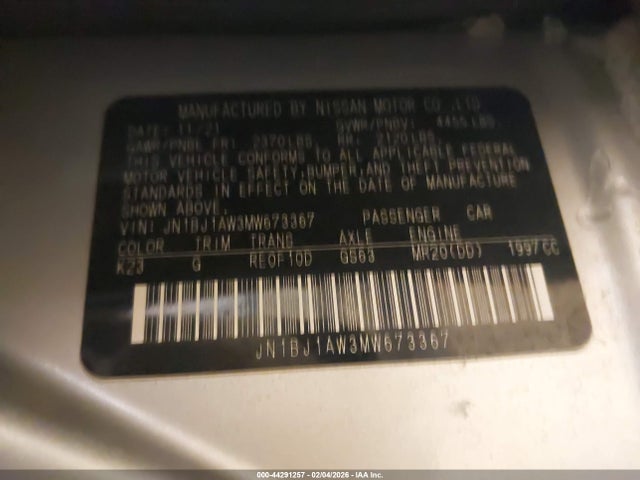 MANUFACTURED BY NISSAN MOTOR CO.,LTD.
DATE: 11/21 GVWR/PNBV: 4455 LBS
GAWR/PNBE FR: 2370LBS RR: LBS
THIS VEHICLE CONFORMS TO ALL APPLICABLE FEDERAL
MOTOR VEHICLE SAFETY,BUMPER,AND THEFT PREVENTION
STANDARDS IN EFFECT ON THE DATE OF MANUFACTURE
SHOWN ABOVE.
VIN: JN1BJ1AW3MW673367 PASSENGER CAR
COLOR TRIM TRANS AXLE ENGINE
K23 G RE0F10D GS63 MR20(DD) 1997CC
JN1BJ1AW3MW673367
000-44291257 - 02/04/2026 - IAA Inc.